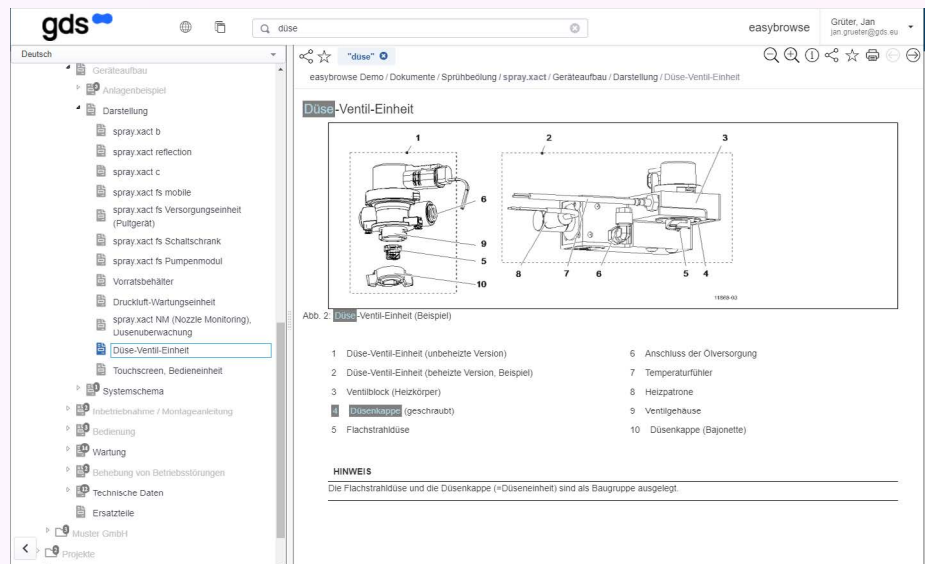 gds
düse
easybrowse
Grüter, Jan
jan.grueter@gds.eu
Deutsch
Geräteaufbau
Anlagenbeispiel
Darstellung
spray.xact b
spray.xact reflection
spray.xact c
spray.xact fs mobile
spray.xact fs Versorgungseinheit
(Pultgerät)
spray.xact fs Schaltschrank
spray.xact fs Pumpenmodul
Vorratsbehälter
Druckluft-Wartungseinheit
spray.xact NM (Nozzle Monitoring),
Düsenüberwachung
Düse-Ventil-Einheit
Touchscreen, Bedieneinheit
Systemschema
Inbetriebnahme / Montageanleitung
Bedienung
Wartung
Behebung von Betriebsstörungen
Technische Daten
Ersatzteile
Muster GmbH
Projekte
"düse"
easybrowse Demo / Dokumente / Sprühbeölung / spray.xact / Geräteaufbau / Darstellung / Düse-Ventil-Einheit
Düse-Ventil-Einheit
1 2 3
6
9
5
10
8 7 6 5 4
Abb. 2: Düse-Ventil-Einheit (Beispiel)
1 Düse-Ventil-Einheit (unbeheizte Version)
2 Düse-Ventil-Einheit (beheizte Version, Beispiel)
3 Ventilblock (Heizkörper)
4 Düsenkappe (geschraubt)
5 Flachstrahldüse
6 Anschluss der Ölversorgung
7 Temperaturfühler
8 Heizpatrone
9 Ventilgehäuse
10 Düsenkappe (Bajonette)
HINWEIS
Die Flachstrahldüse und die Düsenkappe (=Düseneinheit) sind als Baugruppe ausgelegt.